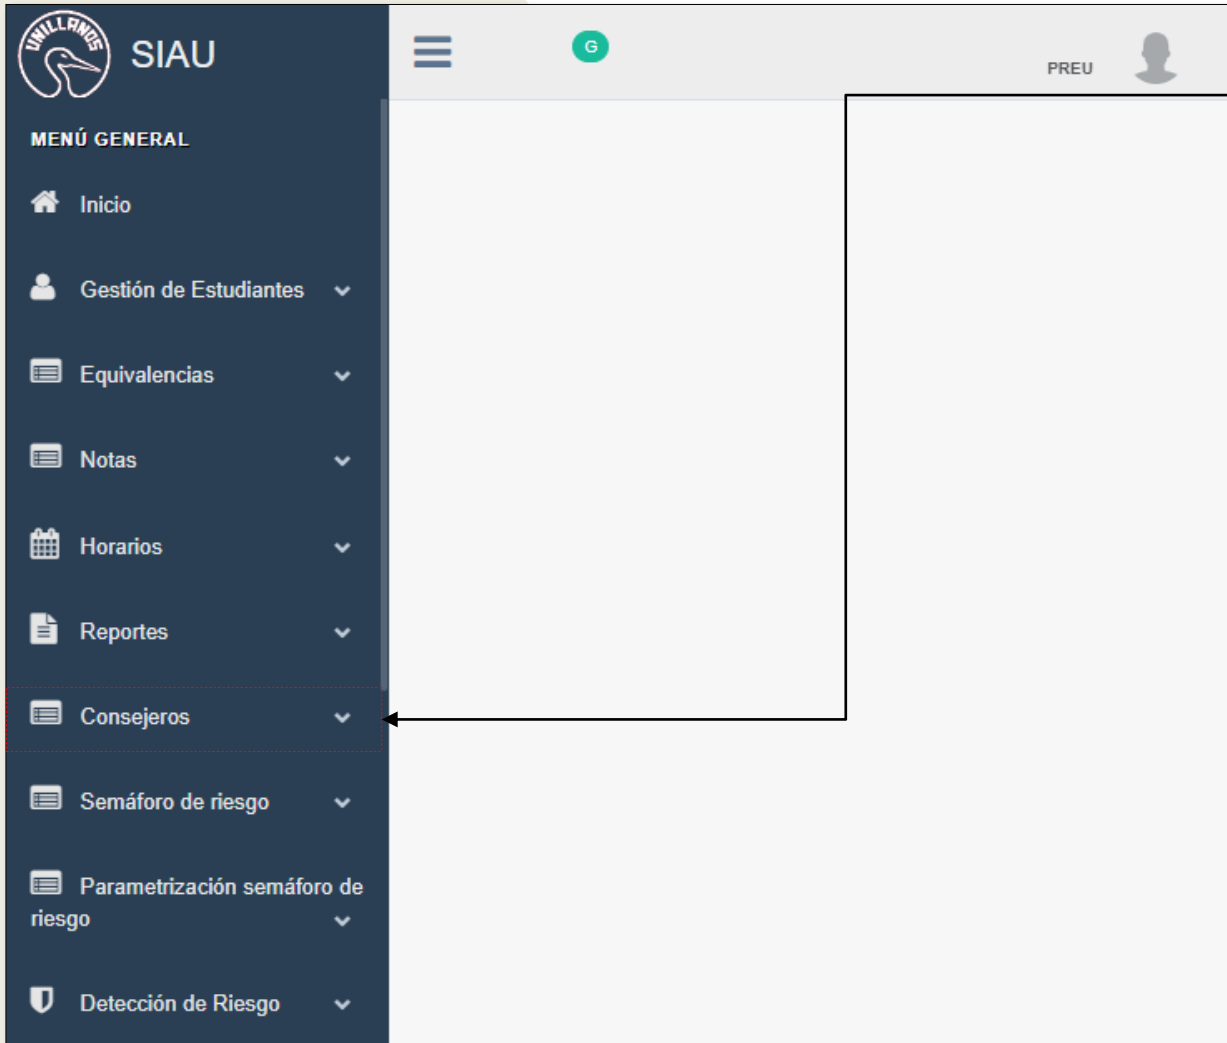 UNILLANOS
SIAU
G
PREU
MENÚ GENERAL
Inicio
Gestión de Estudiantes
Equivalencias
Notas
Horarios
Reportes
Consejeros
Semáforo de riesgo
Parametrización semáforo de
riesgo
Detección de Riesgo